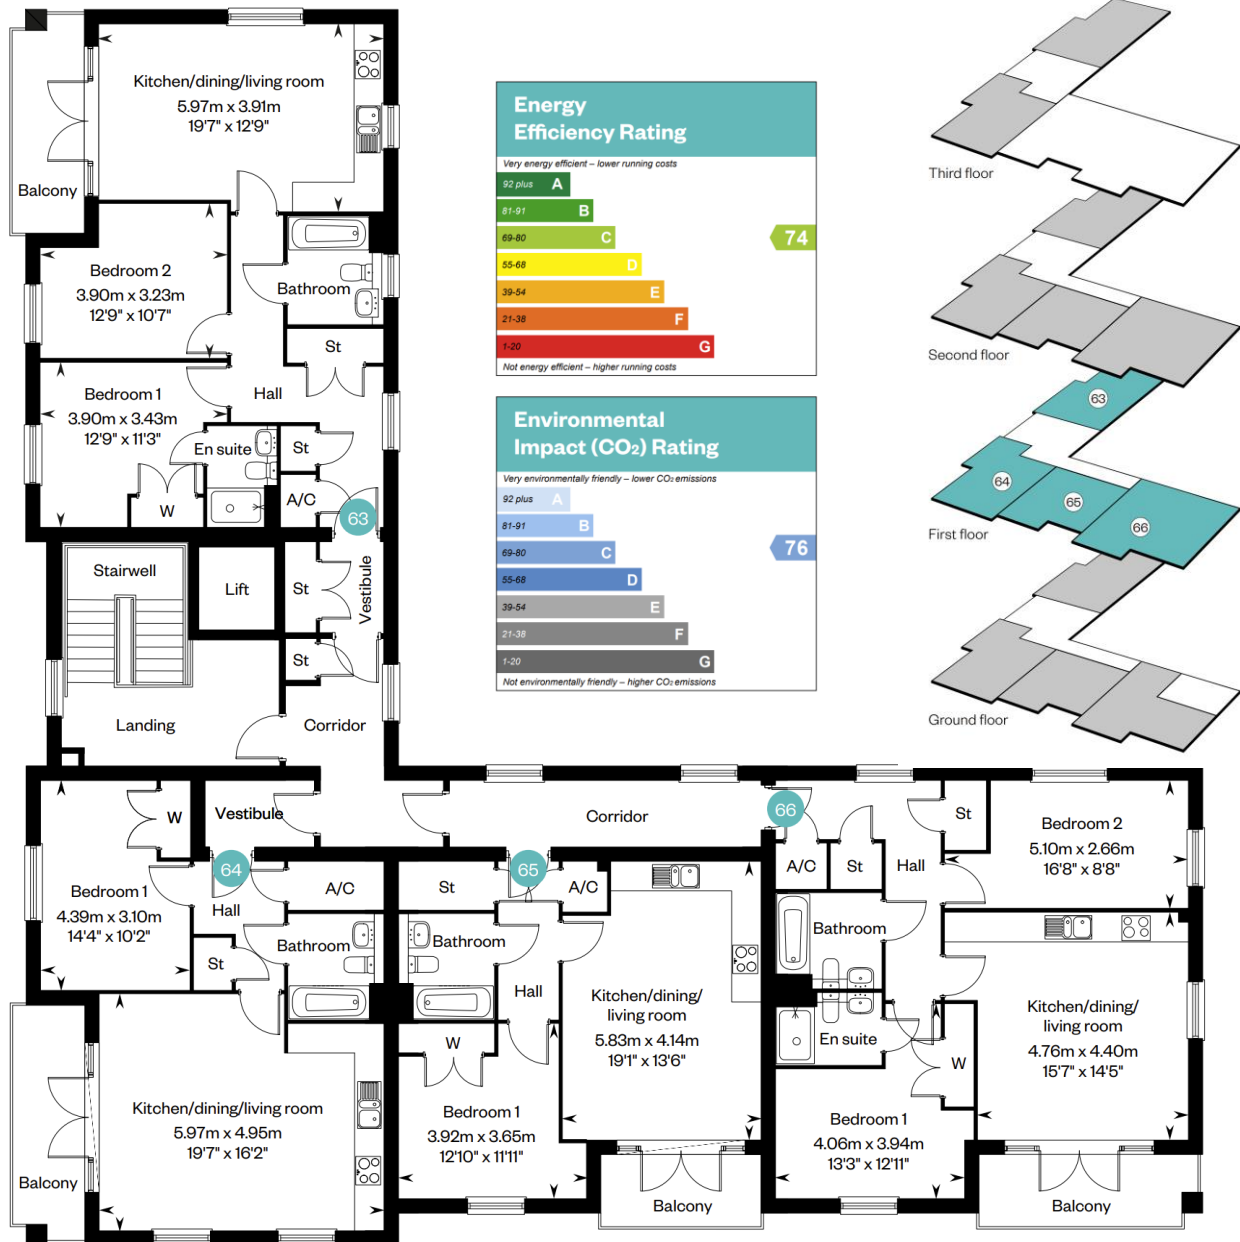 Kitchen/dining/living room
5.97m x 3.91m
19'7" x 12'9"
Balcony
Bedroom 2
3.90m x 3.23m
12'9" x 10'7"
Bathroom
St
Bedroom 1
3.90m x 3.43m
12'9" x 11'3"
Hall
En suite
St
W
A/C
63
Stairwell
Lift
St
Vestibule
St
Landing
Corridor
Energy
Efficiency Rating
Very energy efficient – lower running costs
92 plus A
81-91 B
69-80 C
74
55-68 D
39-54 E
21-38 F
1-20 G
Not energy efficient – higher running costs
Environmental
Impact (CO₂) Rating
Very environmentally friendly – lower CO₂ emissions
92 plus A
81-91 B
76
69-80 C
55-68 D
39-54 E
21-38 F
1-20 G
Not environmentally friendly – higher CO₂ emissions
Third floor
Second floor
63
64
65
66
First floor
Ground floor
W
Vestibule
64
Bedroom 1
4.39m x 3.10m
14'4" x 10'2"
Hall
A/C
Bathroom
St
Kitchen/dining/living room
5.97m x 4.95m
19'7" x 16'2"
Balcony
Corridor
65
St
A/C
Bathroom
Hall
Kitchen/dining/
living room
5.83m x 4.14m
19'1" x 13'6"
W
Bedroom 1
3.92m x 3.65m
12'10" x 11'11"
Balcony
66
St
Bedroom 2
5.10m x 2.66m
16'8" x 8'8"
A/C
St
Hall
Bathroom
En suite
Kitchen/dining/
living room
4.76m x 4.40m
15'7" x 14'5"
W
Bedroom 1
4.06m x 3.94m
13'3" x 12'11"
Balcony